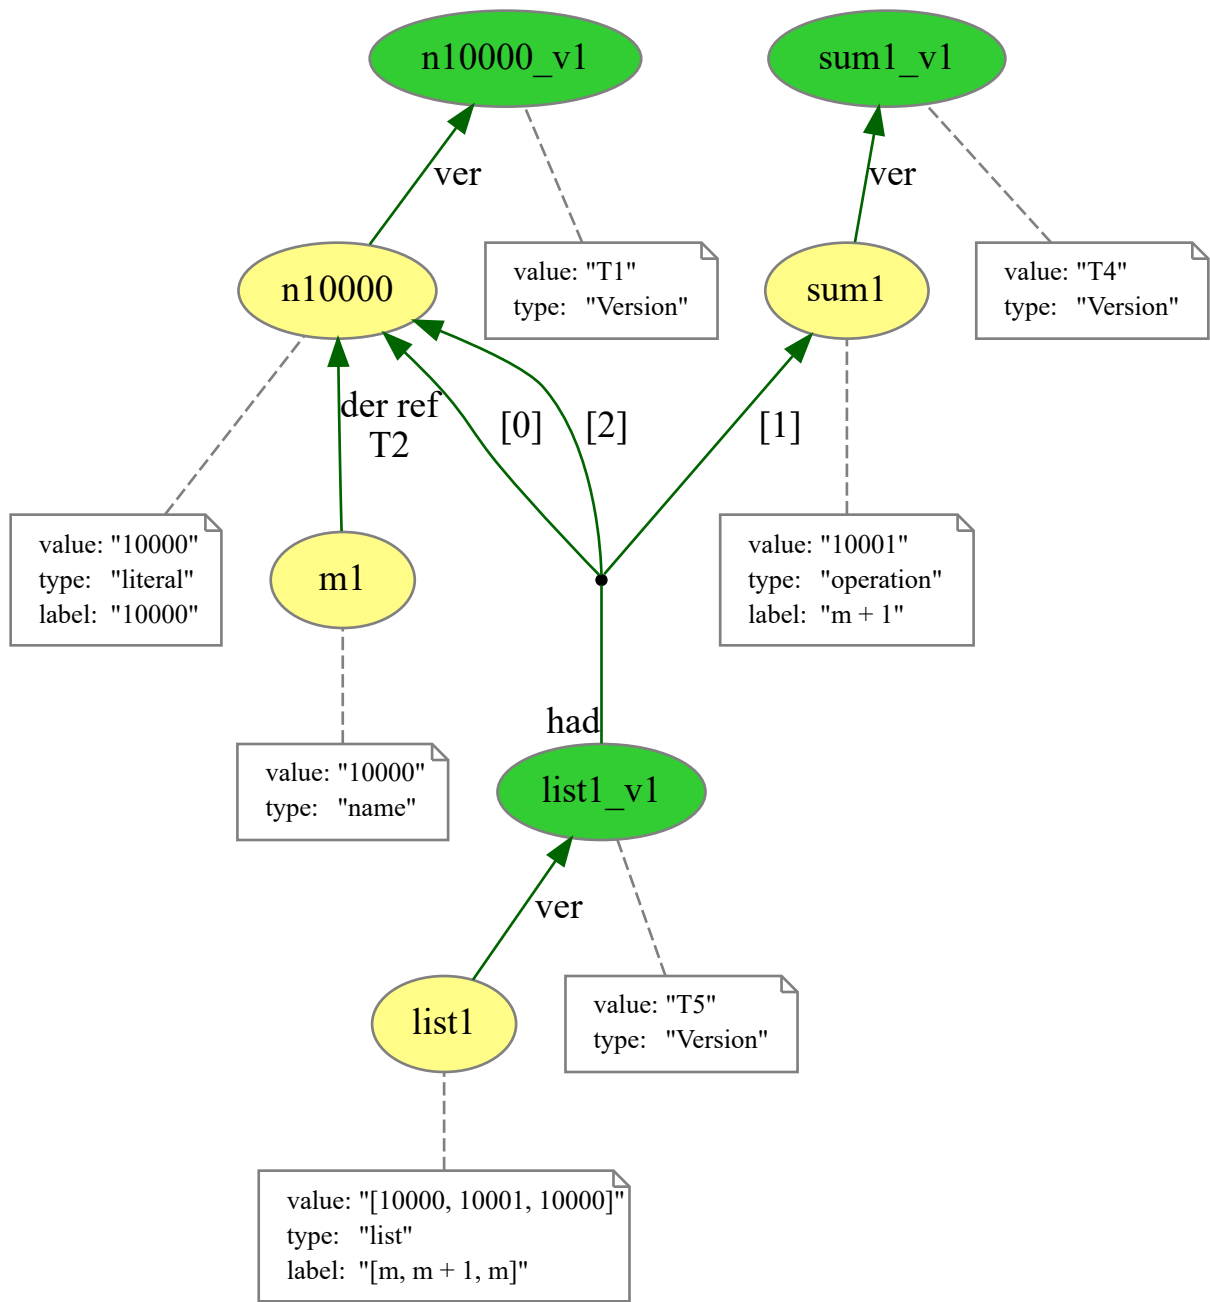 n10000_v1
sum1_v1
ver
ver
n10000
value: "T1"
type: "Version"
sum1
value: "T4"
type: "Version"
der ref
T2
[0]
[2]
[1]
value: "10000"
type: "literal"
label: "10000"
m1
value: "10001"
type: "operation"
label: "m + 1"
had
value: "10000"
type: "name"
list1_v1
ver
list1
value: "T5"
type: "Version"
value: "[10000, 10001, 10000]"
type: "list"
label: "[m, m + 1, m]"